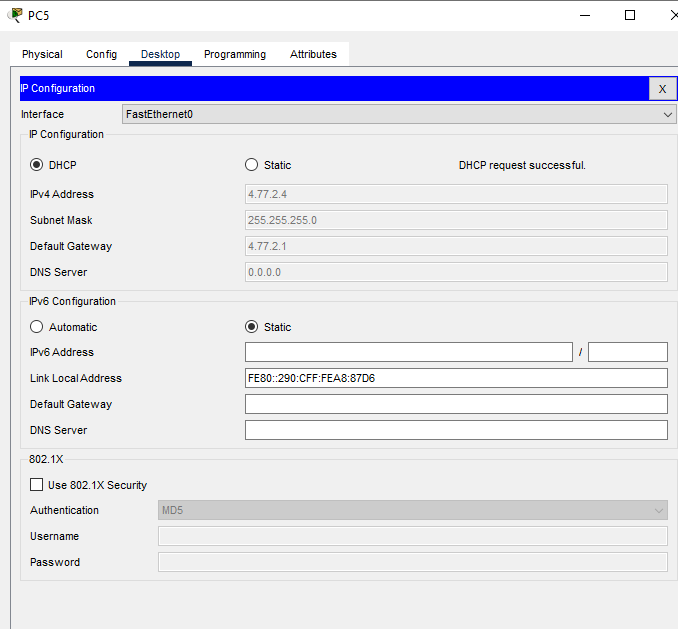 PC5
Physical Config Desktop Programming Attributes
IP Configuration X
Interface FastEthernet0
IP Configuration
DHCP Static DHCP request successful.
IPv4 Address 4.77.2.4
Subnet Mask 255.255.255.0
Default Gateway 4.77.2.1
DNS Server 0.0.0.0
IPv6 Configuration
Automatic Static
IPv6 Address /
Link Local Address FE80::290:CFF:FEA8:87D6
Default Gateway
DNS Server
802.1X
Use 802.1X Security
Authentication MD5
Username
Password